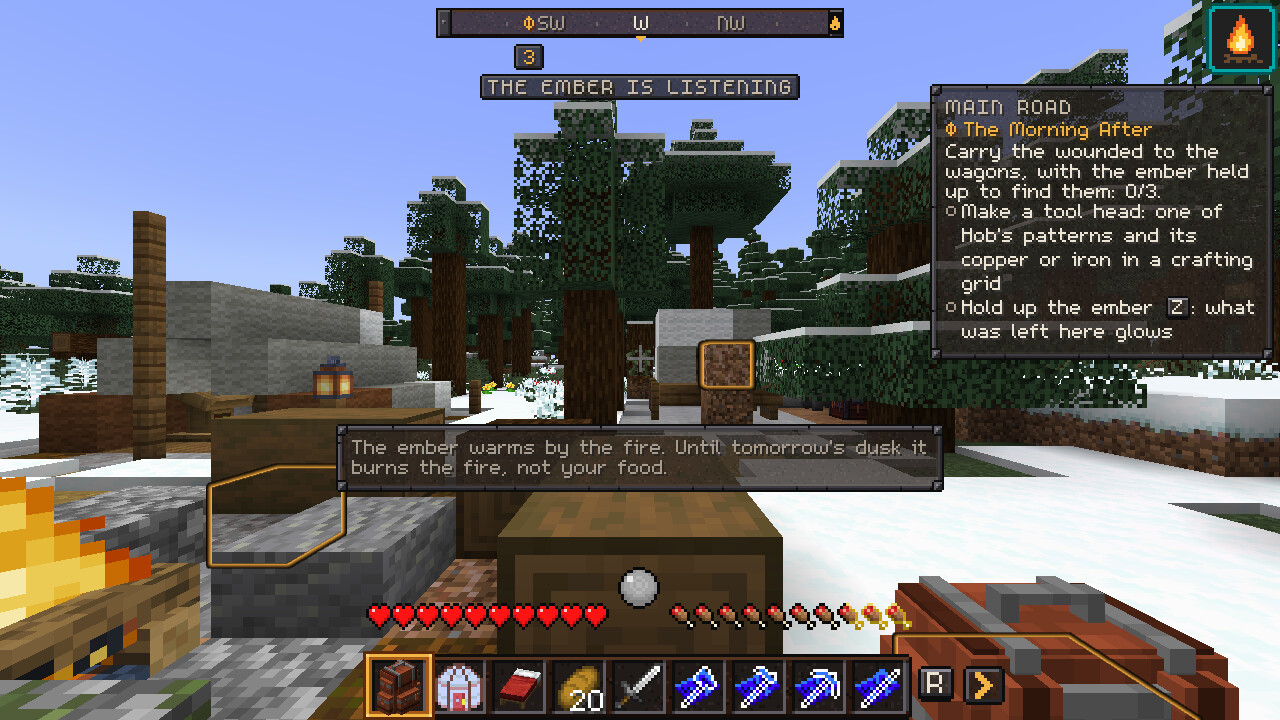 SW W NW
3
THE EMBER IS LISTENING
MAIN ROAD
The Morning After
Carry the wounded to the
wagons, with the ember held
up to find them: 0/3.
Make a tool head: one of
Hob's patterns and its
copper or iron in a crafting
grid
Hold up the ember Z: what
was left here glows
The ember warms by the fire. Until tomorrow's dusk it
burns the fire, not your food.
20
R